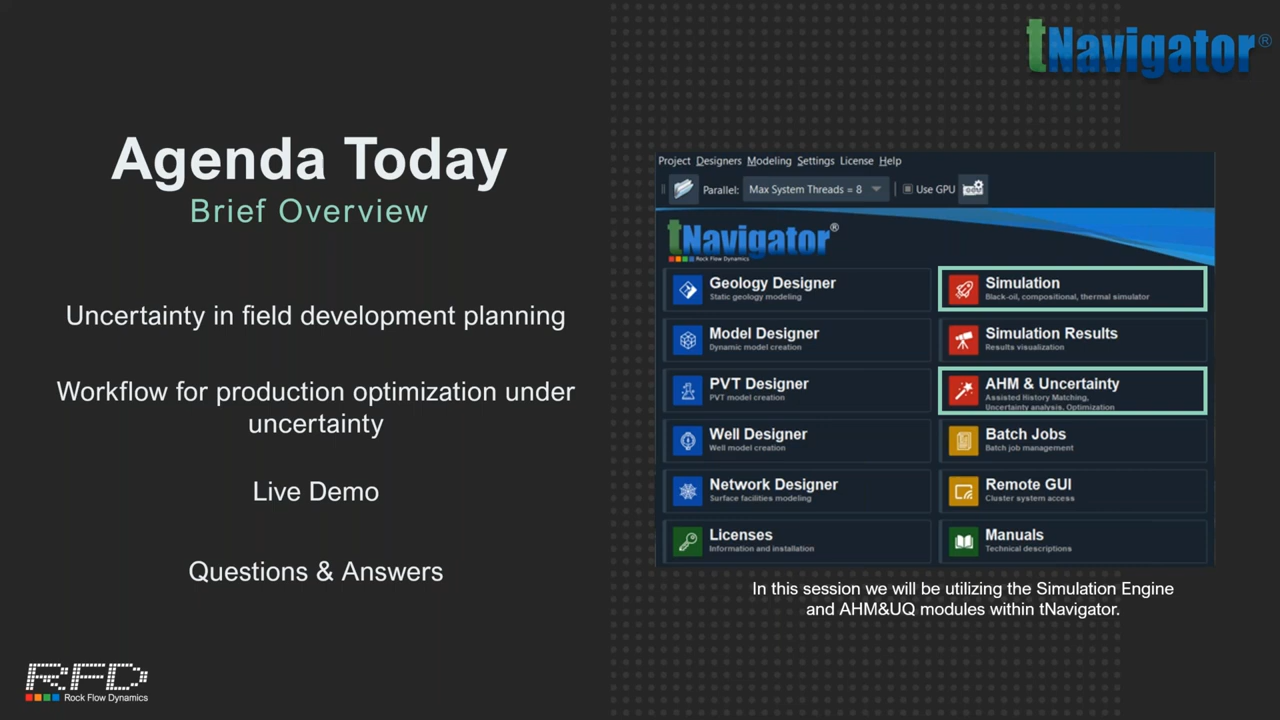 tNavigator®
Agenda Today
Brief Overview
Uncertainty in field development planning
Workflow for production optimization under
uncertainty
Live Demo
Questions & Answers
RFD
Rock Flow Dynamics
Project Designers Modeling Settings License Help
Parallel: Max System Threads = 8 Use GPU
tNavigator®
Rock Flow Dynamics
Geology Designer
Static geology modeling
Simulation
Black-oil, compositional, thermal simulator
Model Designer
Dynamic model creation
Simulation Results
Results visualization
PVT Designer
PVT model creation
AHM & Uncertainty
Assisted History Matching,
Uncertainty analysis, Optimization
Well Designer
Well model creation
Batch Jobs
Batch job management
Network Designer
Surface facilities modeling
Remote GUI
Cluster system access
Licenses
Information and installation
Manuals
Technical descriptions
In this session we will be utilizing the Simulation Engine
and AHM&UQ modules within tNavigator.